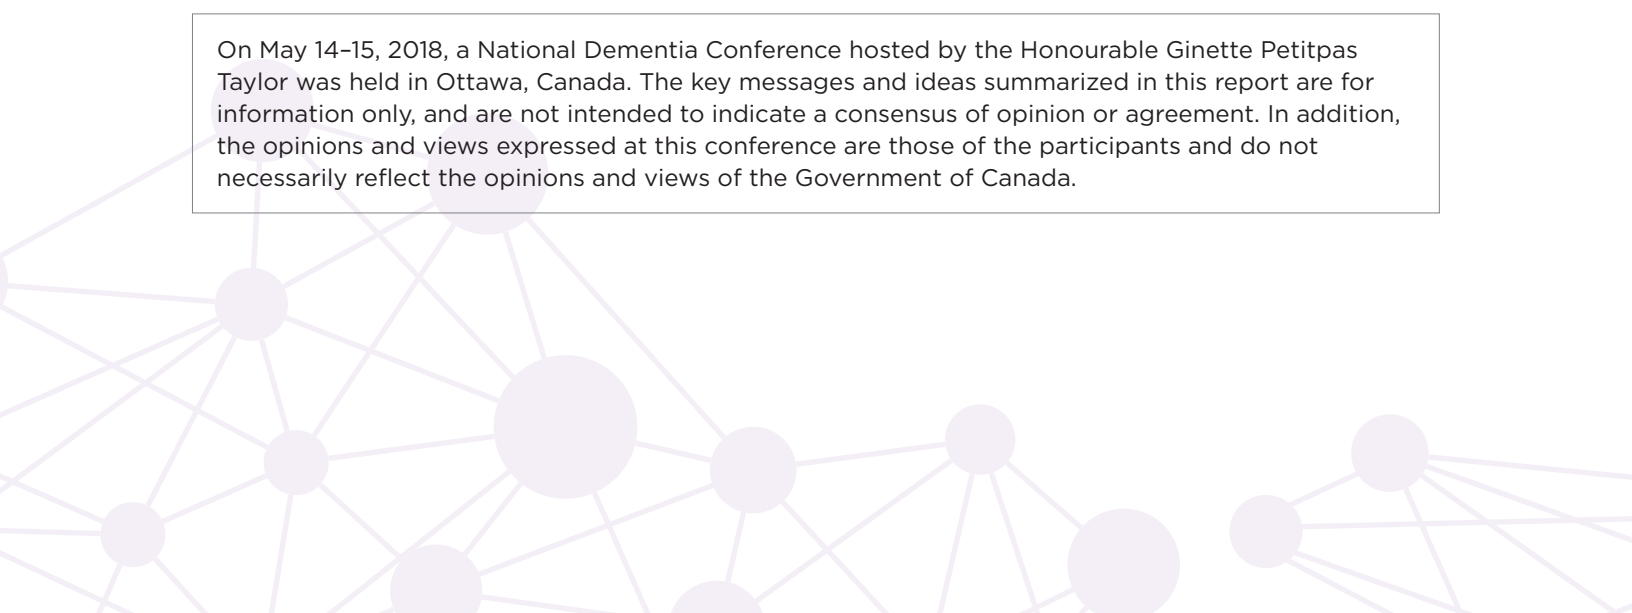 On May 14–15, 2018, a National Dementia Conference hosted by the Honourable Ginette Petitpas
Taylor was held in Ottawa, Canada. The key messages and ideas summarized in this report are for
information only, and are not intended to indicate a consensus of opinion or agreement. In addition,
the opinions and views expressed at this conference are those of the participants and do not
necessarily reflect the opinions and views of the Government of Canada.